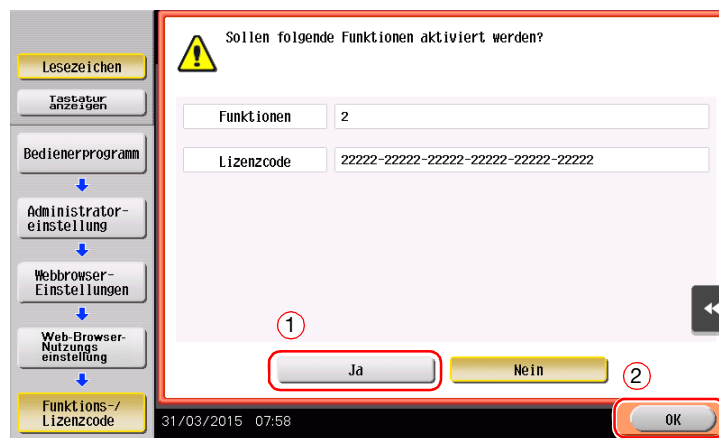 Sollen folgende Funktionen aktiviert werden?
Lesezeichen
Tastatur
anzeigen
Funktionen 2
Bedienerprogramm
Lizenzcode 22222-22222-22222-22222-22222-22222
Administrator-
einstellung
Webbrowser-
Einstellungen
1
Web-Browser-
Nutzungs
einstellung
Ja Nein
2
Funktions-/
Lizenzcode
31/03/2015 07:58
OK